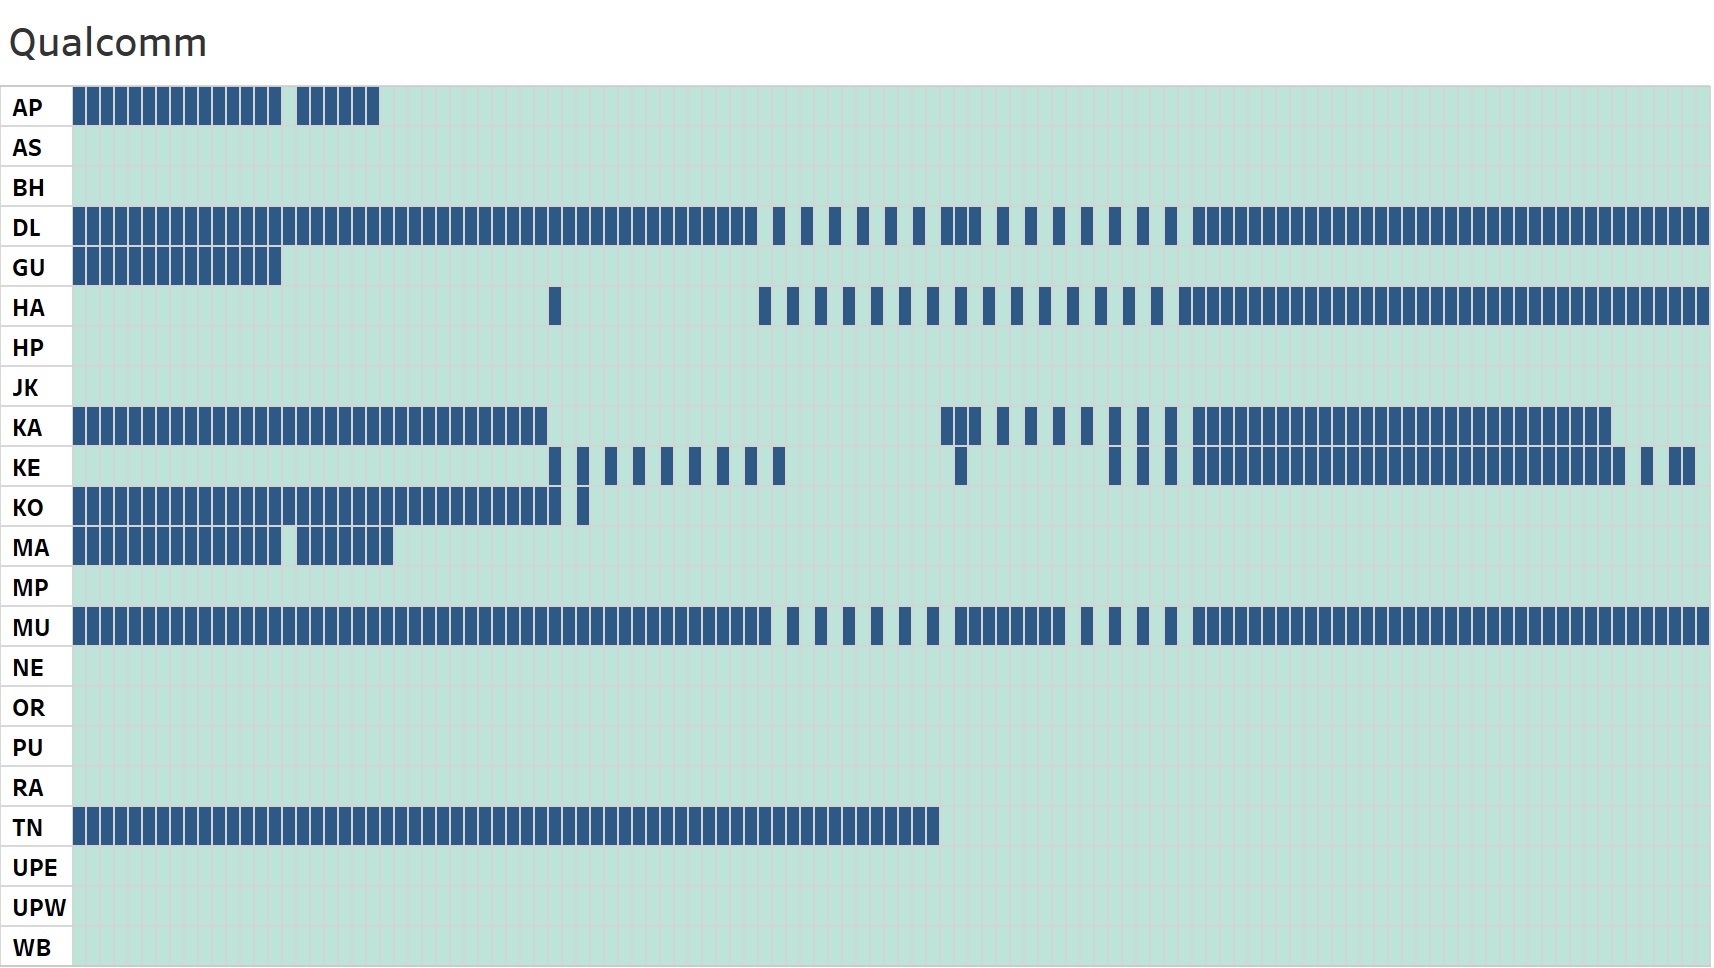 Qualcomm
AP
AS
BH
DL
GU
HA
HP
JK
KA
KE
KO
MA
MP
MU
NE
OR
PU
RA
TN
UPE
UPW
WB